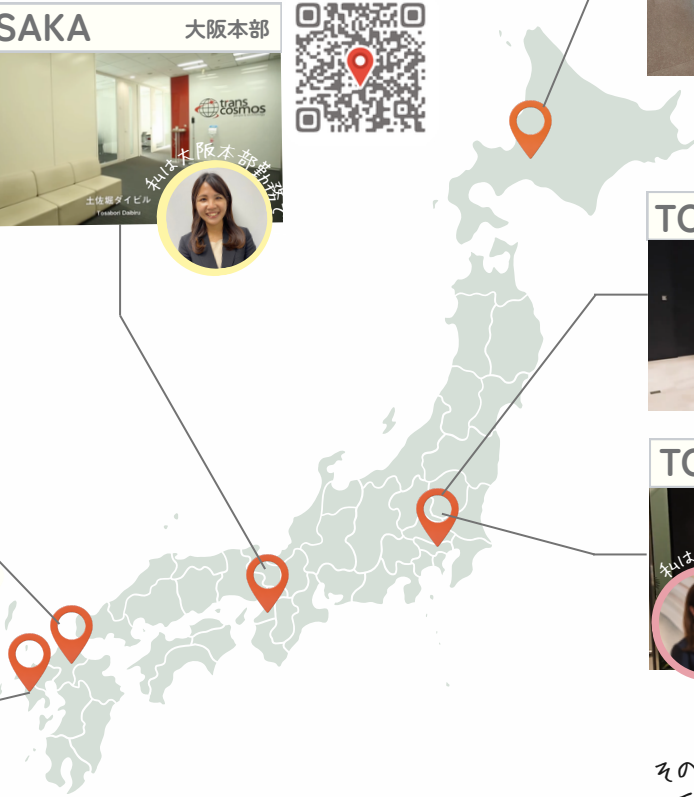 SAKA
大阪本部
trans
cosmos
私は大阪本部勤務で
土佐堀ダイビル
Tosabori Daibiru
TO
TO
私は
その